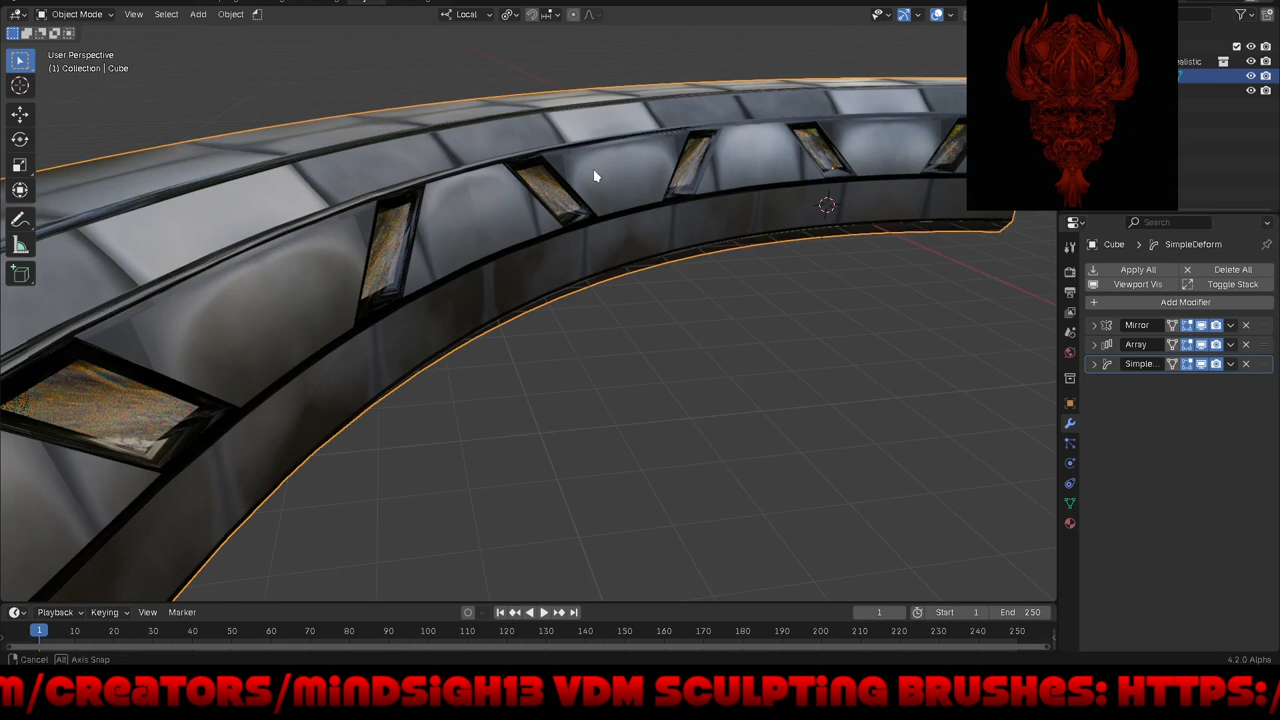 Object Mode View Select Add Object Local
User Perspective
(1) Collection | Cube
alistic
Search
Cube SimpleDeform
Apply All Delete All
Viewport Vis Toggle Stack
Add Modifier
Mirror
Array
Simple...
Playback Keying View Marker 1 Start 1 End 250
1 10 20 30 40 50 60 70 80 90 100 110 120 130 140 150 160 170 180 190 200 210 220 230 240 250
Cancel Alt Axis Snap 4.2.0 Alpha
m/CREATORS/MiNDSiGH13 VDM SCULPTiNG BRUSHES: HTTPS:/